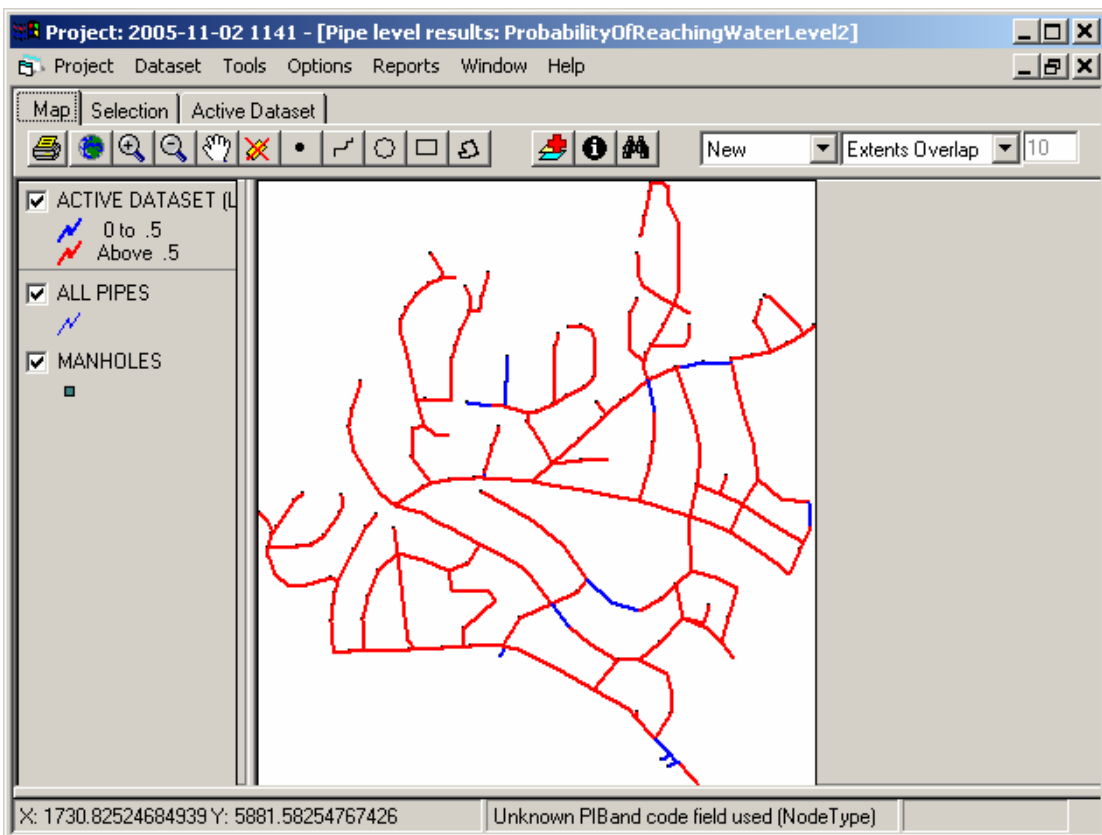 Project: 2005-11-02 1141 - [Pipe level results: ProbabilityOfReachingWaterLevel2]
Project Dataset Tools Options Reports Window Help
Map Selection Active Dataset
New Extents Overlap 10
ACTIVE DATASET (L
0 to .5
Above .5
ALL PIPES
MANHOLES
X: 1730.82524684939 Y: 5881.58254767426 Unknown PIBand code field used (NodeType)